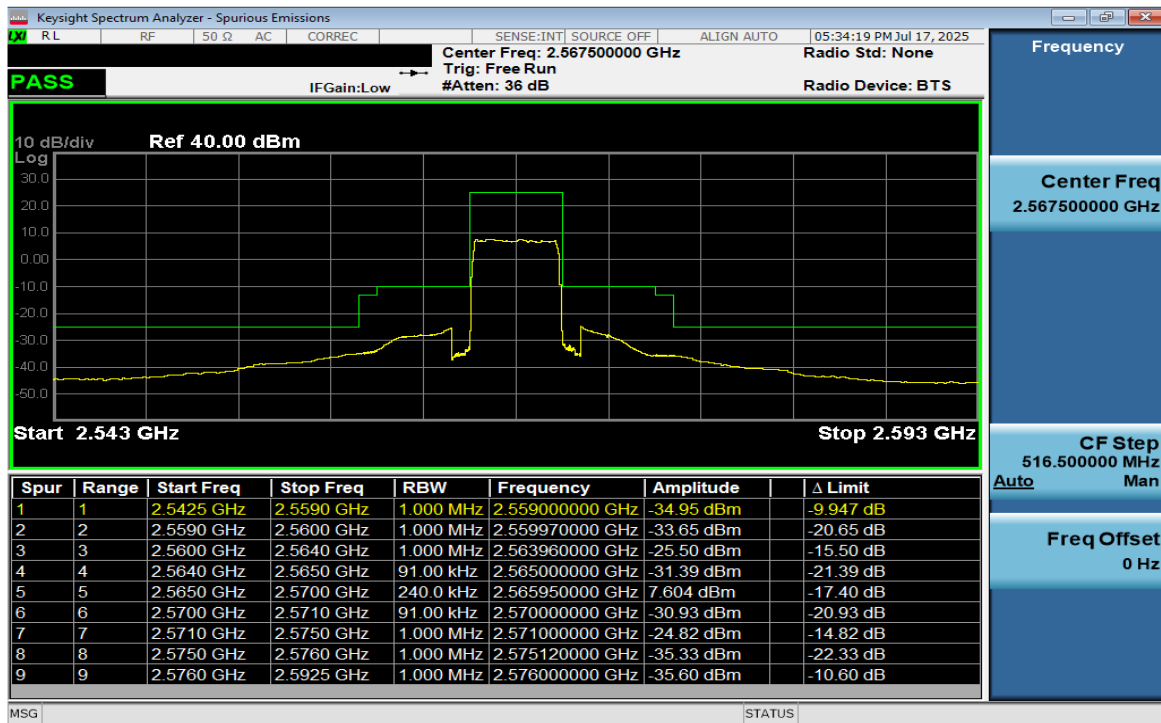 Keysight Spectrum Analyzer - Spurious Emissions
LXI RL RF 50 Ω AC CORREC SENSE:INT SOURCE OFF ALIGN AUTO 05:34:19 PM Jul 17, 2025
Center Freq: 2.567500000 GHz Radio Std: None
Trig: Free Run
PASS IFGain:Low #Atten: 36 dB Radio Device: BTS
10 dB/div Ref 40.00 dBm
Log
30.0
20.0
10.0
0.00
-10.0
-20.0
-30.0
-40.0
-50.0
Start 2.543 GHz Stop 2.593 GHz
Spur Range Start Freq Stop Freq RBW Frequency Amplitude Δ Limit
1 1 2.5425 GHz 2.5590 GHz 1.000 MHz 2.559000000 GHz -34.95 dBm -9.947 dB
2 2 2.5590 GHz 2.5600 GHz 1.000 MHz 2.559970000 GHz -33.65 dBm -20.65 dB
3 3 2.5600 GHz 2.5640 GHz 1.000 MHz 2.563960000 GHz -25.50 dBm -15.50 dB
4 4 2.5640 GHz 2.5650 GHz 91.00 kHz 2.565000000 GHz -31.39 dBm -21.39 dB
5 5 2.5650 GHz 2.5700 GHz 240.0 kHz 2.565950000 GHz 7.604 dBm -17.40 dB
6 6 2.5700 GHz 2.5710 GHz 91.00 kHz 2.570000000 GHz -30.93 dBm -20.93 dB
7 7 2.5710 GHz 2.5750 GHz 1.000 MHz 2.571000000 GHz -24.82 dBm -14.82 dB
8 8 2.5750 GHz 2.5760 GHz 1.000 MHz 2.575120000 GHz -35.33 dBm -22.33 dB
9 9 2.5760 GHz 2.5925 GHz 1.000 MHz 2.576000000 GHz -35.60 dBm -10.60 dB
MSG STATUS
Frequency
Center Freq
2.567500000 GHz
CF Step
516.500000 MHz
Auto Man
Freq Offset
0 Hz